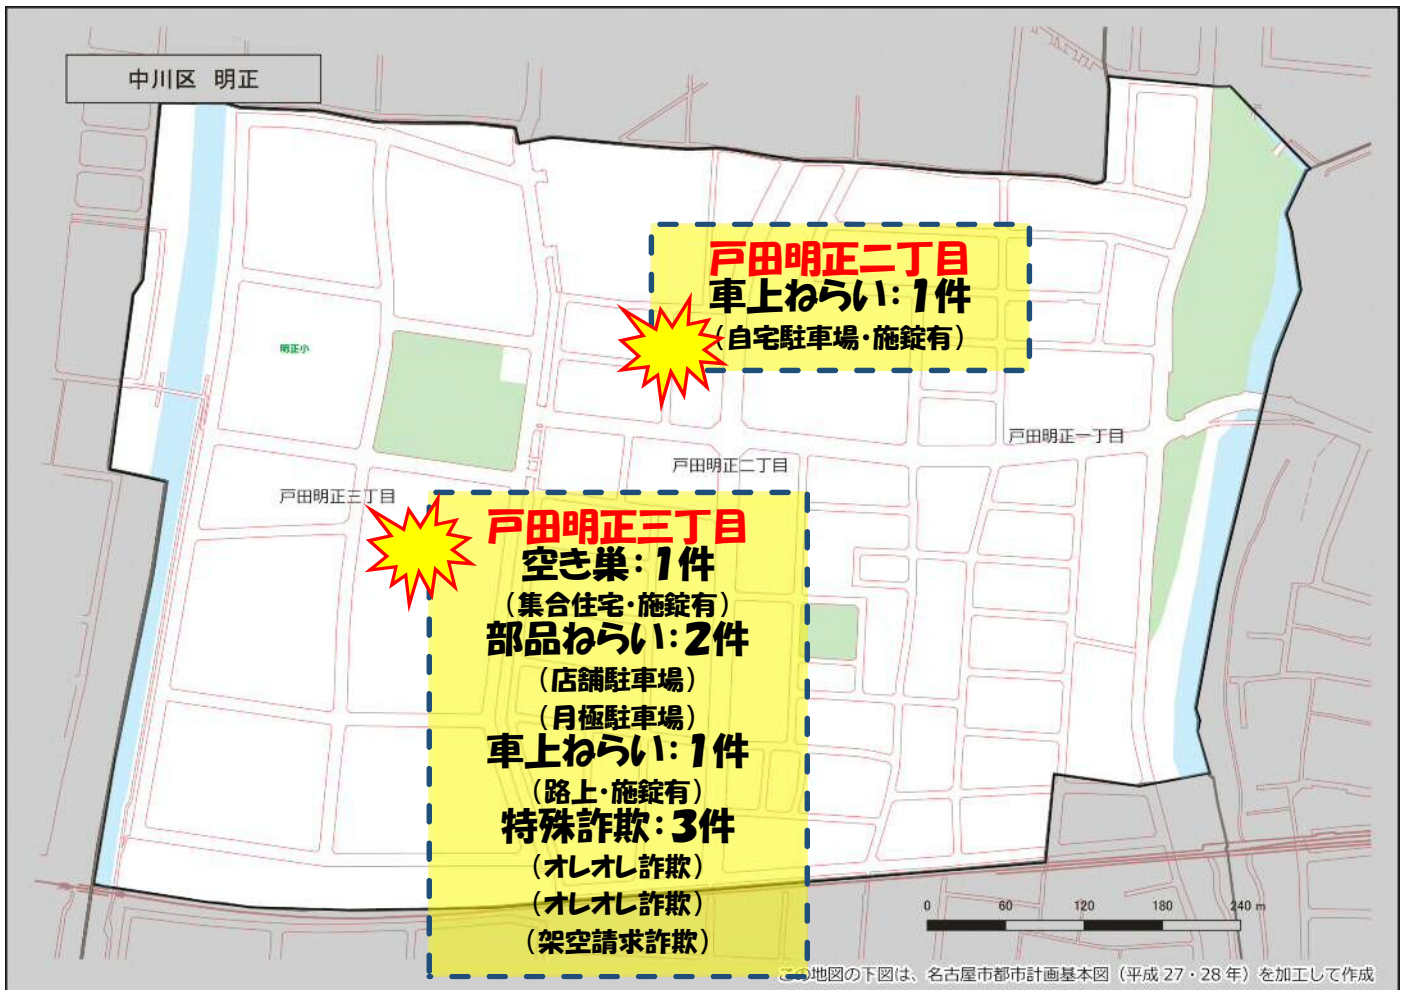 中川区 明正
戸田明正二丁目
車上ねらい:1件
(自宅駐車場・施錠有)
明正小
戸田明正一丁目
戸田明正二丁目
戸田明正三丁目
戸田明正三丁目
空き巣:1件
(集合住宅・施錠有)
部品ねらい:2件
(店舗駐車場)
(月極駐車場)
車上ねらい:1件
(路上・施錠有)
特殊詐欺:3件
(オレオレ詐欺)
(オレオレ詐欺)
(架空請求詐欺)
0 60 120 180 240 m
この地図の下図は、名古屋市都市計画基本図(平成 27・28 年)を加工して作成